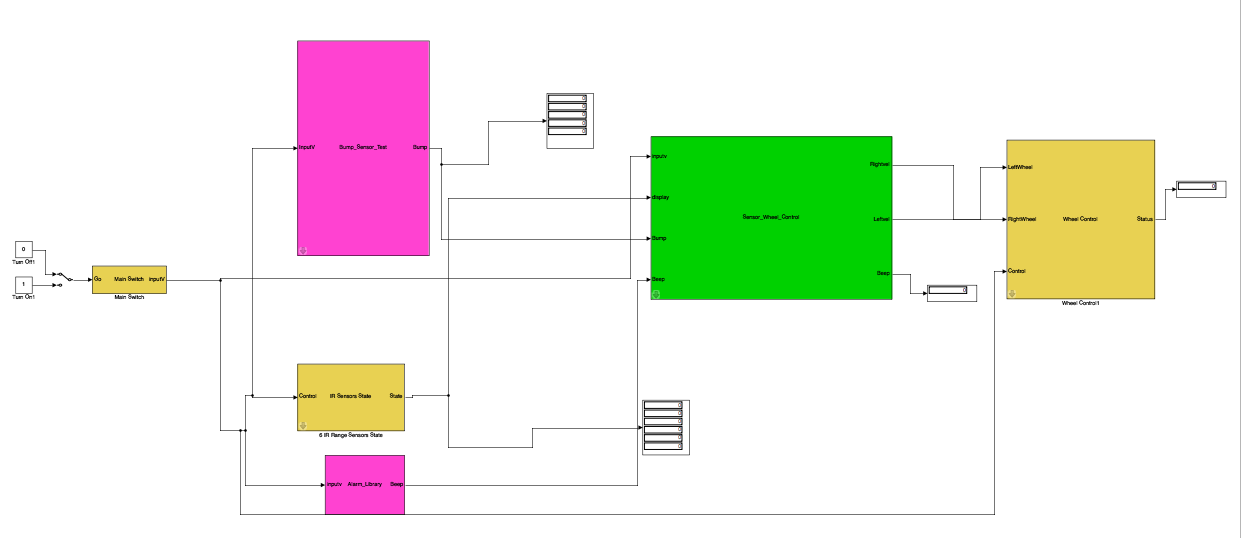 0
Turn Off1
1
Turn On1
Go Main Switch inputV
Main Switch
InputV Bump_Sensor_Test Bump
0
0
0
0
0
Control IR Sensors State State
6 IR Range Sensors State
inputv Alarm_Library Beep
0
0
0
0
0
0
inputv
display
Bump
Beep
Sensor_Wheel_Control
Beep
0
LeftWheel
RightWheel Wheel Control Status
Control
Wheel Control1
0